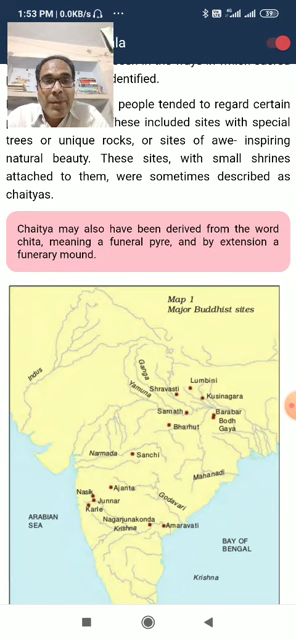 1:53 PM | 0.0KB/s
39
la
dentified.
people tended to regard certain
hese included sites with special
trees or unique rocks, or sites of awe- inspiring
natural beauty. These sites, with small shrines
attached to them, were sometimes described as
chaityas.
Chaitya may also have been derived from the word
chita, meaning a funeral pyre, and by extension a
funerary mound.
Map 1
Major Buddhist sites
Indus
Ganga
Yamuna
Lumbini
Shravasti
Kusinagara
Sarnath
Barabar
Bodh
Gaya
Bharhut
Narmada
Sanchi
Mahanadi
Ajanta
Nasik
Junnar
Karle
Godavari
Nagarjunakonda
Krishna
Amaravati
ARABIAN
SEA
BAY OF
BENGAL
Krishna